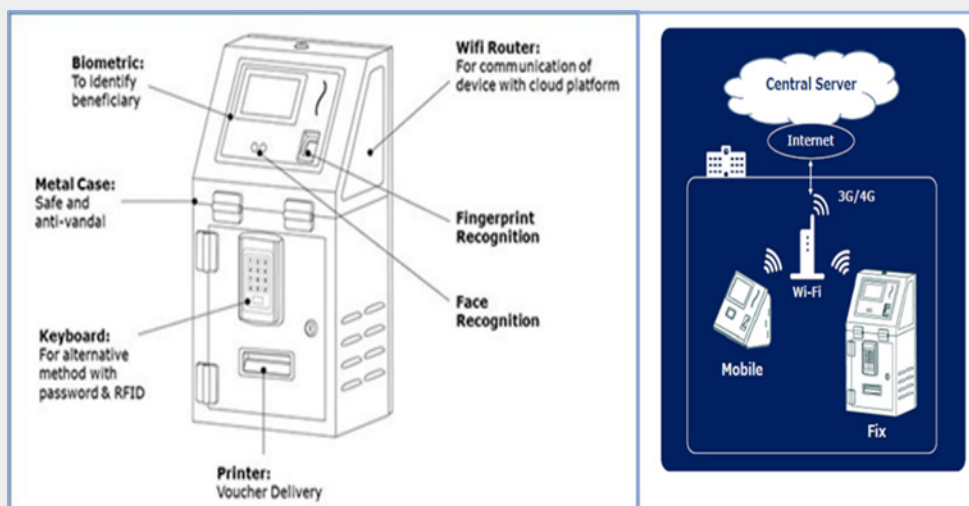 Biometric:
To identify
beneficiary
Wifi Router:
For communication of
device with cloud platform
Metal Case:
Safe and
anti-vandal
Fingerprint
Recognition
Face
Recognition
Keyboard:
For alternative
method with
password & RFID
Printer:
Voucher Delivery
Central Server
Internet
3G/4G
Wi-Fi
Mobile
Fix